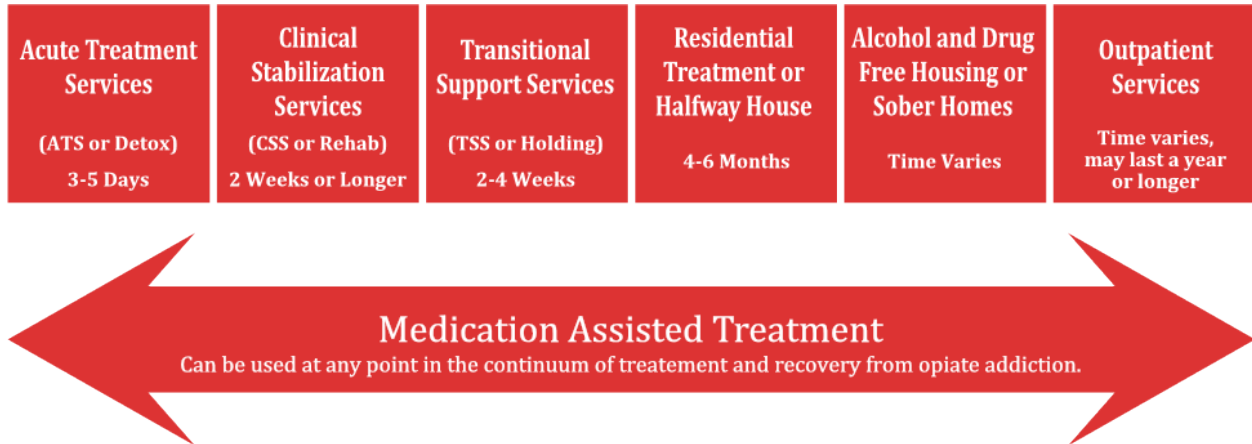 Acute Treatment
Services
(ATS or Detox)
3-5 Days
Clinical
Stabilization
Services
(CSS or Rehab)
2 Weeks or Longer
Transitional
Support Services
(TSS or Holding)
2-4 Weeks
Residential
Treatment or
Halfway House
4-6 Months
Alcohol and Drug
Free Housing or
Sober Homes
Time Varies
Outpatient
Services
Time varies,
may last a year
or longer
Medication Assisted Treatment
Can be used at any point in the continuum of treatement and recovery from opiate addiction.